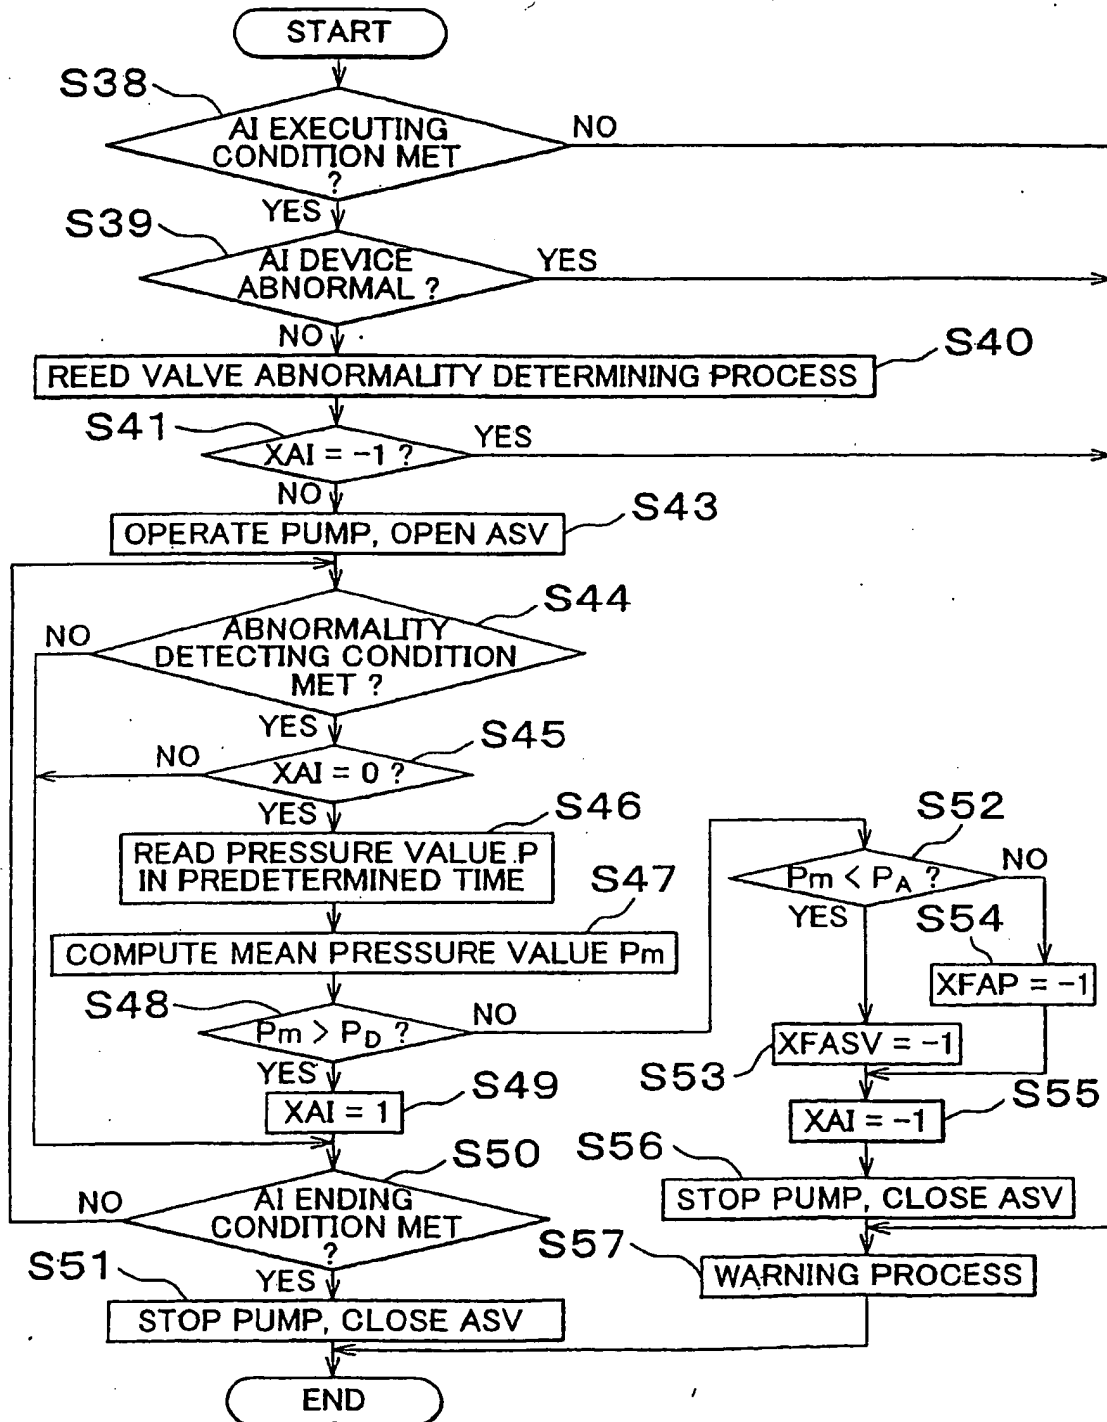 START
S38
AI EXECUTING
CONDITION MET
?
NO
YES
S39
AI DEVICE
ABNORMAL ?
YES
NO
S40
REED VALVE ABNORMALITY DETERMINING PROCESS
S41
XAI = -1 ?
YES
NO
S43
OPERATE PUMP, OPEN ASV
S44
ABNORMALITY
DETECTING CONDITION
MET ?
NO
YES
S45
XAI = 0 ?
NO
YES
S46
READ PRESSURE VALUE P
IN PREDETERMINED TIME
S47
COMPUTE MEAN PRESSURE VALUE Pm
S48
Pm > PD ?
NO
YES
S49
XAI = 1
S50
AI ENDING
CONDITION MET
?
NO
YES
S51
STOP PUMP, CLOSE ASV
S52
Pm < PA ?
NO
YES
S54
XFAP = -1
XFASV = -1
S53
S55
XAI = -1
S56
STOP PUMP, CLOSE ASV
S57
WARNING PROCESS
END